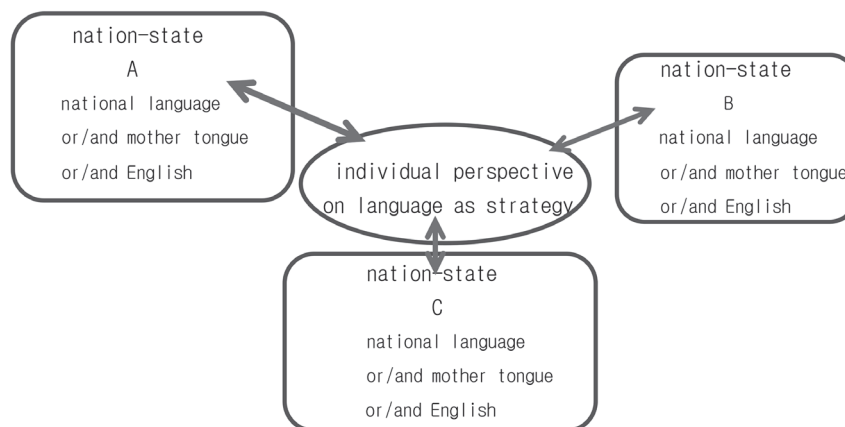 nation-state
A
national language
or/and mother tongue
or/and English
individual perspective
on language as strategy
nation-state
B
national language
or/and mother tongue
or/and English
nation-state
C
national language
or/and mother tongue
or/and English